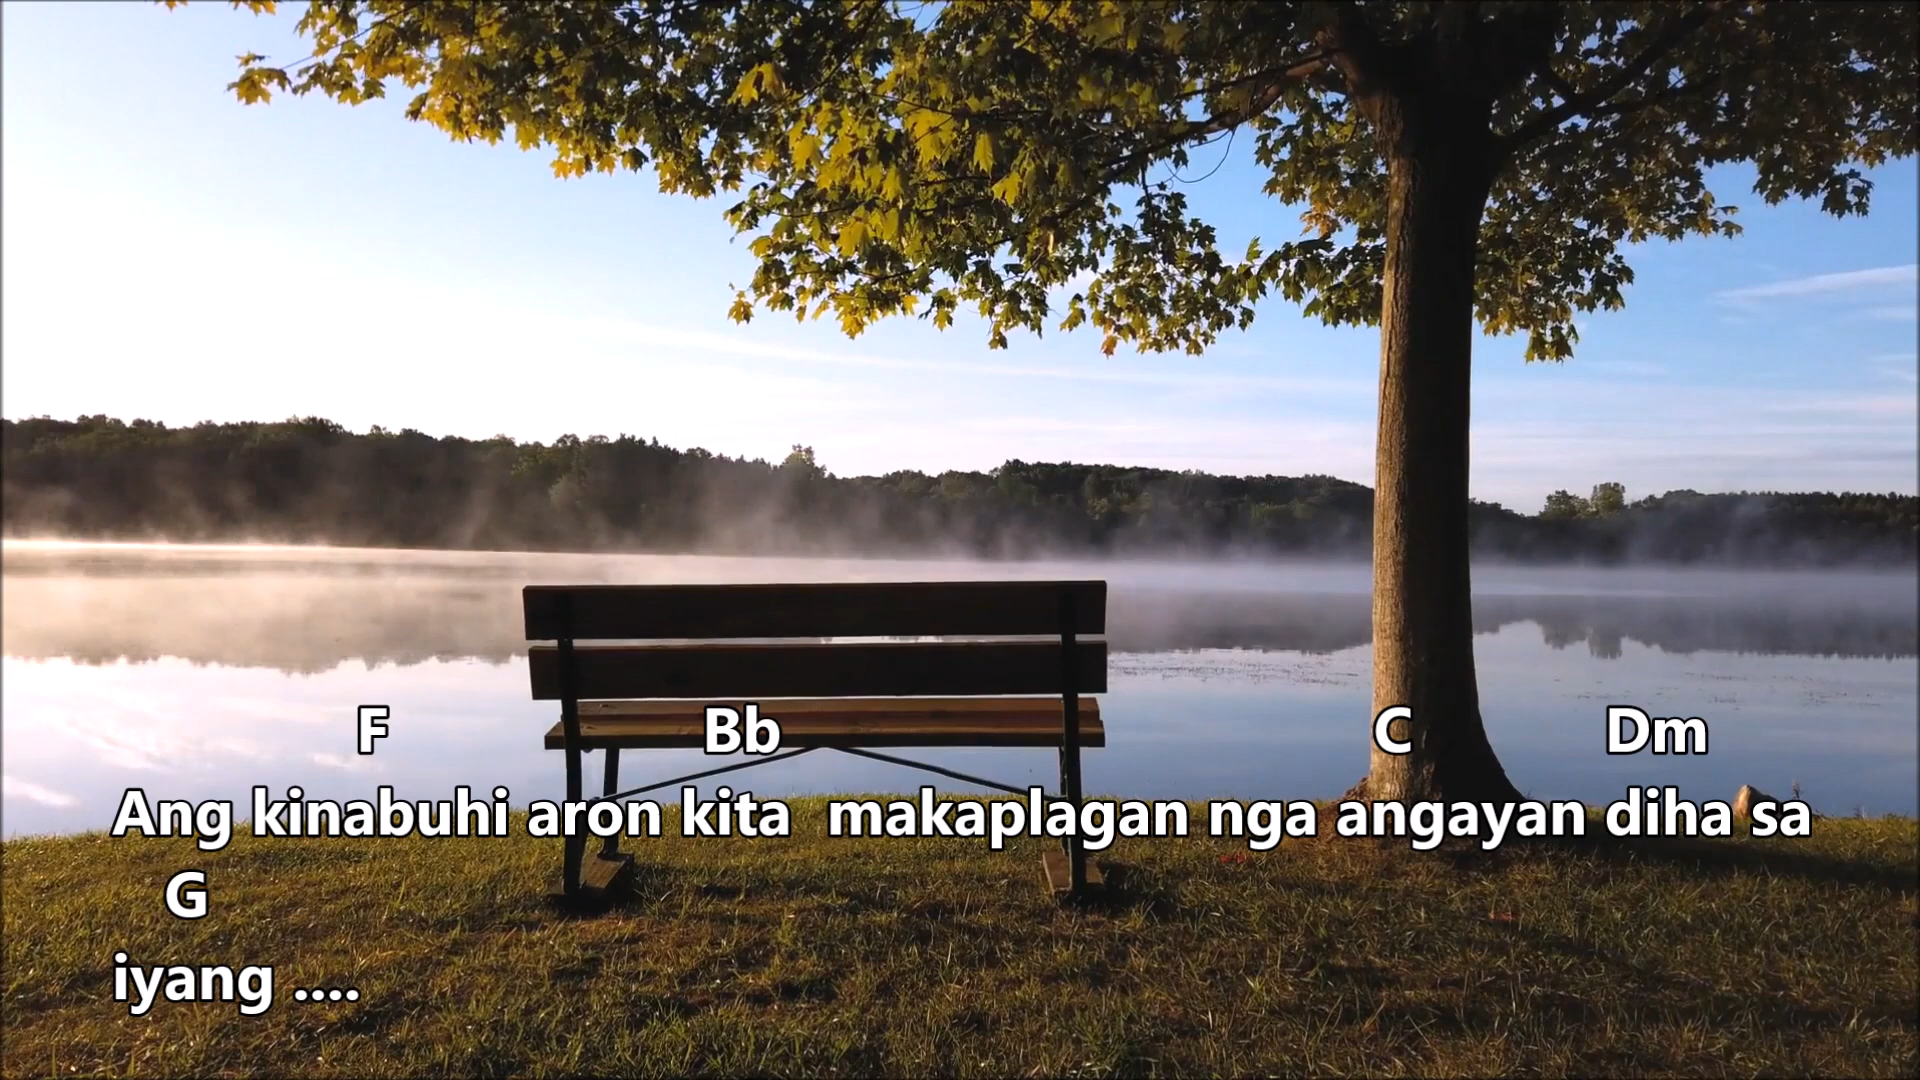 F Bb C Dm
Ang kinabuhi aron kita makaplagan nga angayan diha sa
G
iyang ....